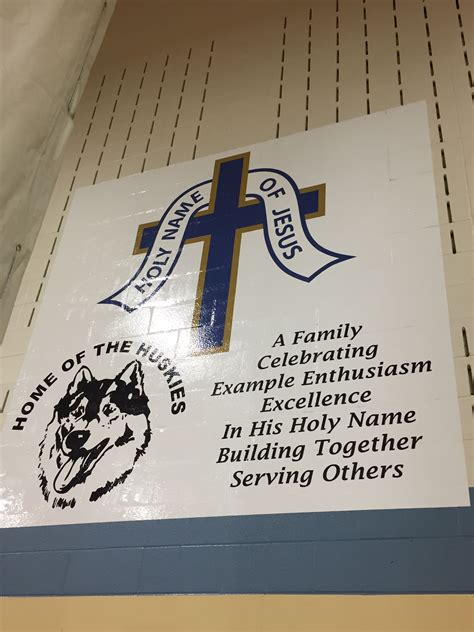 HOLY NAME OF JESUS
HOME OF THE HUSKIES
A Family
Celebrating
Example Enthusiasm
Excellence
In His Holy Name
Building Together
Serving Others